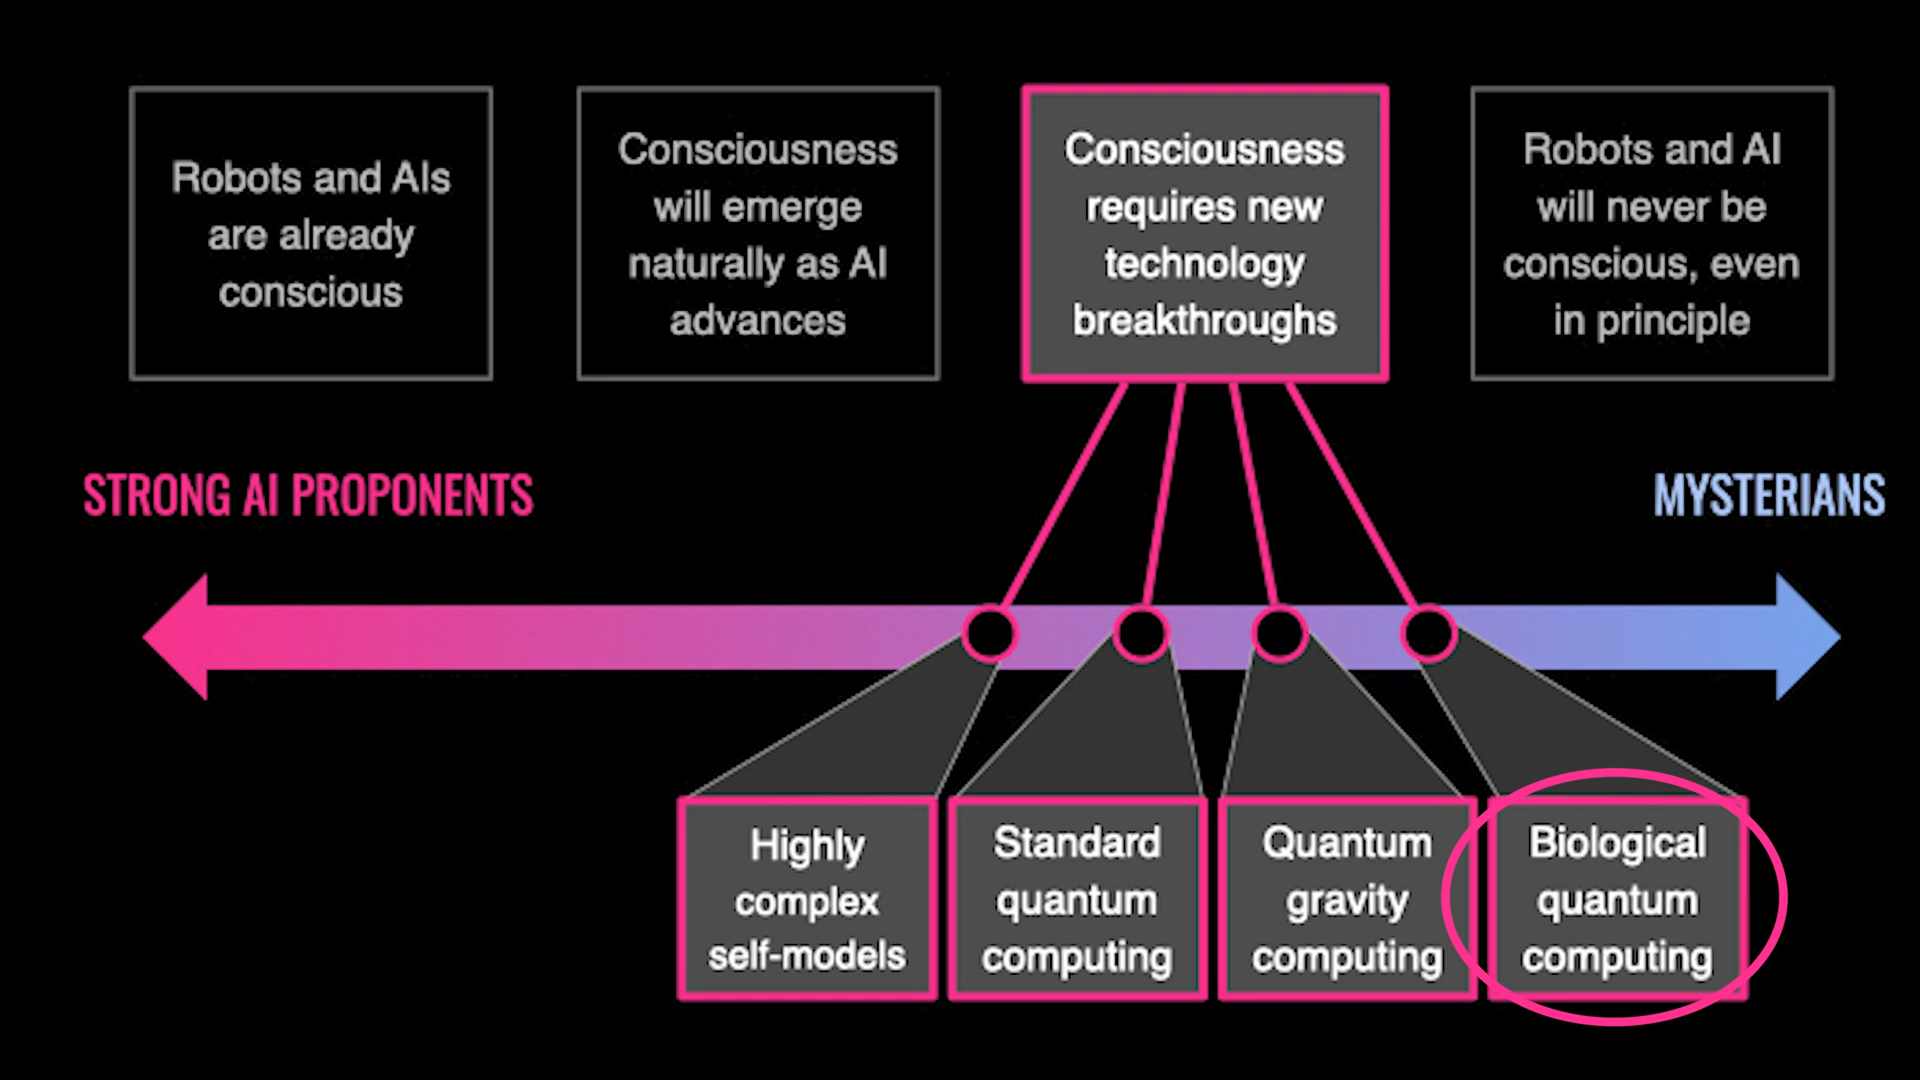 Robots and AIs
are already
conscious
Consciousness
will emerge
naturally as AI
advances
Consciousness
requires new
technology
breakthroughs
Robots and AI
will never be
conscious, even
in principle
STRONG AI PROPONENTS
MYSTERIANS
Highly
complex
self-models
Standard
quantum
computing
Quantum
gravity
computing
Biological
quantum
computing